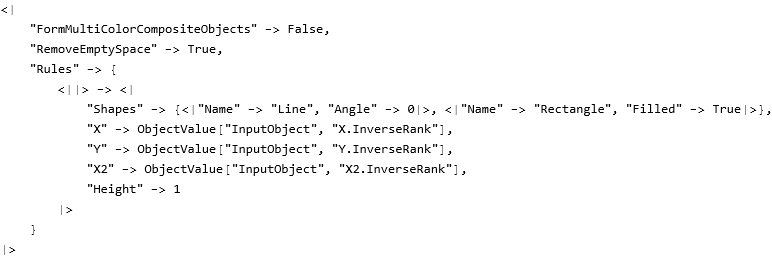 <|
    "FormMultiColorCompositeObjects" -> False,
    "RemoveEmptySpace" -> True,
    "Rules" -> {
        <||> -> <|
            "Shapes" -> {<|"Name" -> "Line", "Angle" -> 0|>, <|"Name" -> "Rectangle", "Filled" -> True|>},
            "X" -> ObjectValue["InputObject", "X.InverseRank"],
            "Y" -> ObjectValue["InputObject", "Y.InverseRank"],
            "X2" -> ObjectValue["InputObject", "X2.InverseRank"],
            "Height" -> 1
        |>
    }
|>